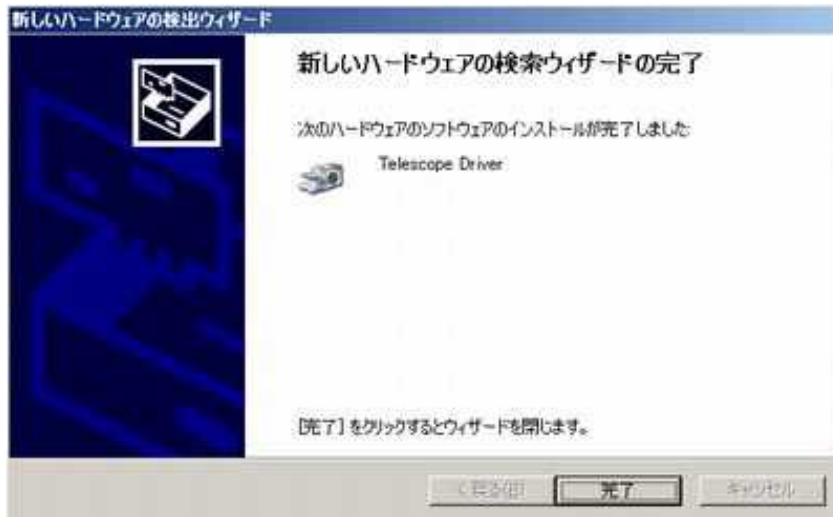 新しいハードウェアの検出ウィザード
新しいハードウェアの検索ウィザードの完了
次のハードウェアのソフトウェアのインストールが完了しました:
Telescope Driver
[完了] をクリックするとウィザードを閉じます。
< 戻る(B)
完了
キャンセル